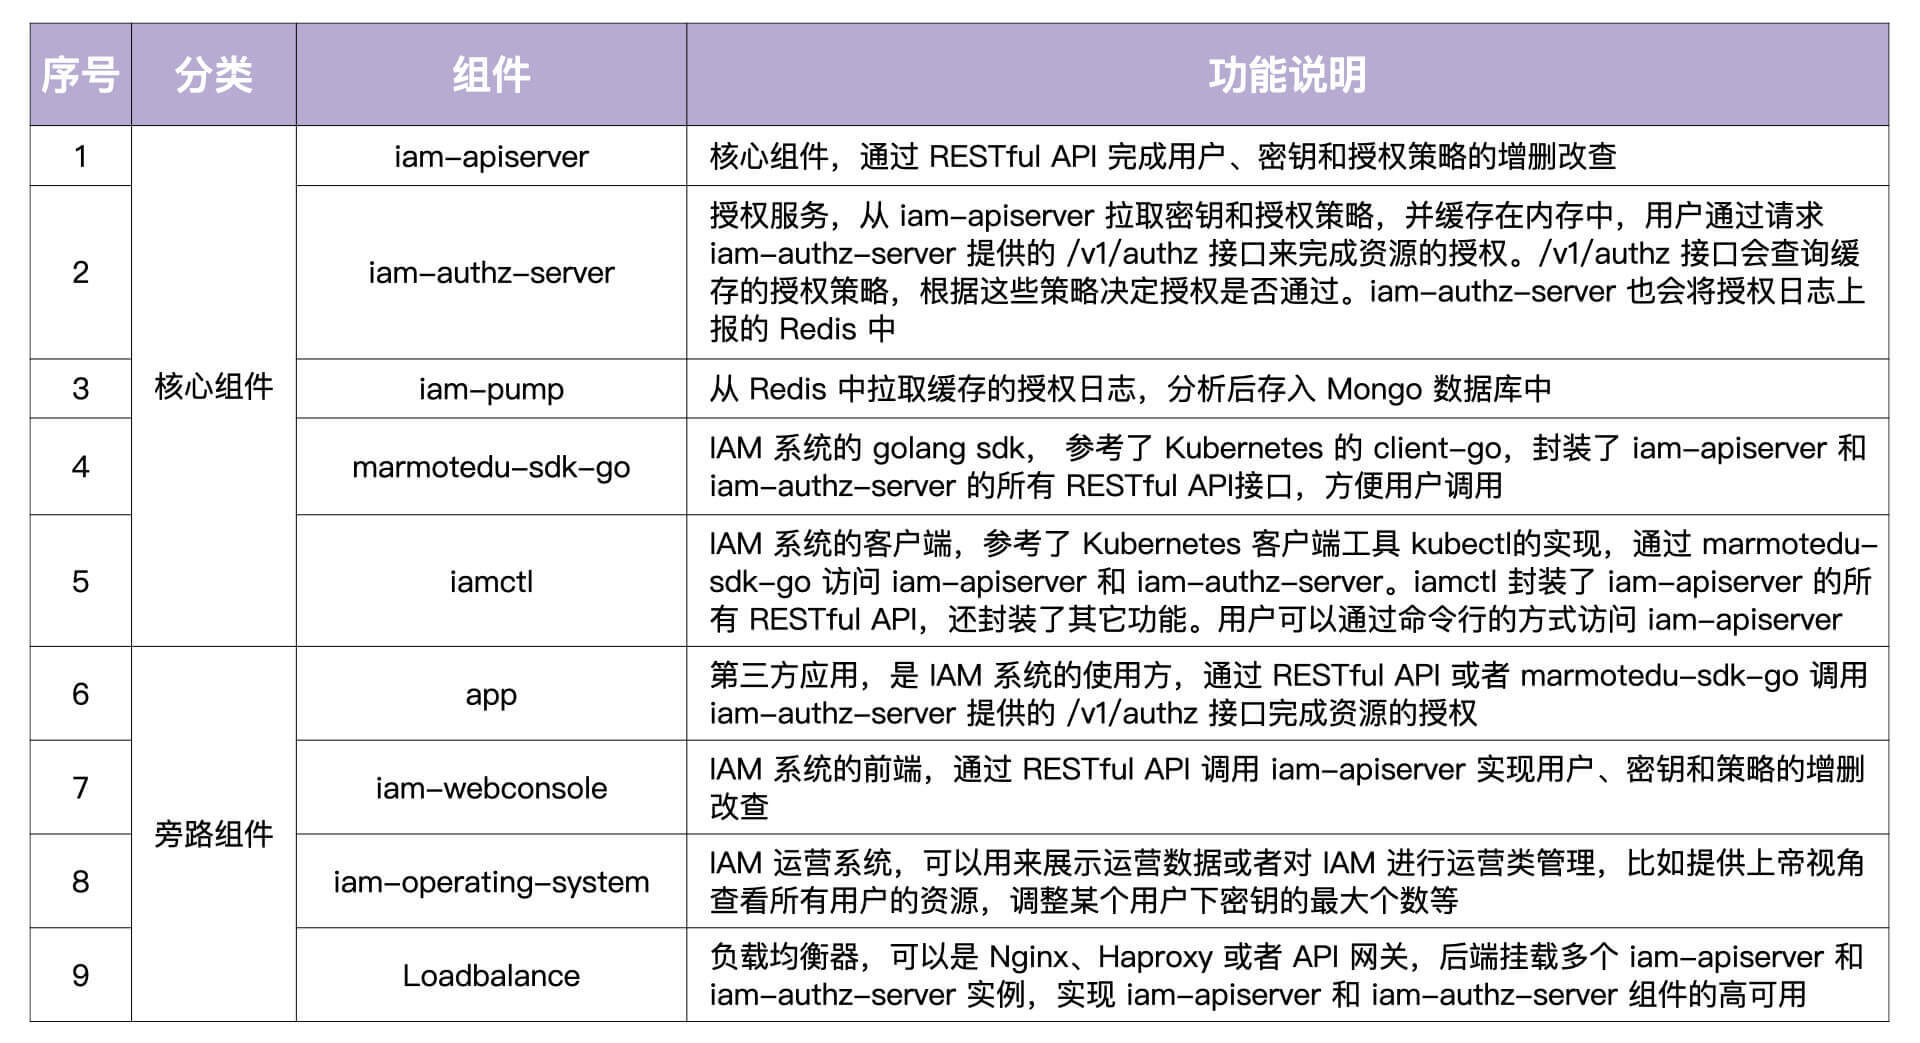 序号 分类 组件 功能说明
1 核心组件 iam-apiserver 核心组件，通过 RESTful API 完成用户、密钥和授权策略的增删改查
2 iam-authz-server 授权服务，从 iam-apiserver 拉取密钥和授权策略，并缓存在内存中，用户通过请求
iam-authz-server 提供的 /v1/authz 接口来完成资源的授权。/v1/authz 接口会查询缓
存的授权策略，根据这些策略决定授权是否通过。iam-authz-server 也会将授权日志上
报的 Redis 中
3 iam-pump 从 Redis 中拉取缓存的授权日志，分析后存入 Mongo 数据库中
4 marmotedu-sdk-go IAM 系统的 golang sdk， 参考了 Kubernetes 的 client-go，封装了 iam-apiserver 和
iam-authz-server 的所有 RESTful API接口，方便用户调用
5 iamctl IAM 系统的客户端，参考了 Kubernetes 客户端工具 kubectl的实现，通过 marmotedu-
sdk-go 访问 iam-apiserver 和 iam-authz-server。iamctl 封装了 iam-apiserver 的所
有 RESTful API，还封装了其它功能。用户可以通过命令行的方式访问 iam-apiserver
6 旁路组件 app 第三方应用，是 IAM 系统的使用方，通过 RESTful API 或者 marmotedu-sdk-go 调用
iam-authz-server 提供的 /v1/authz 接口完成资源的授权
7 iam-webconsole IAM 系统的前端，通过 RESTful API 调用 iam-apiserver 实现用户、密钥和策略的增删
改查
8 iam-operating-system IAM 运营系统，可以用来展示运营数据或者对 IAM 进行运营类管理，比如提供上帝视角
查看所有用户的资源，调整某个用户下密钥的最大个数等
9 Loadbalance 负载均衡器，可以是 Nginx、Haproxy 或者 API 网关，后端挂载多个 iam-apiserver 和
iam-authz-server 实例，实现 iam-apiserver 和 iam-authz-server 组件的高可用